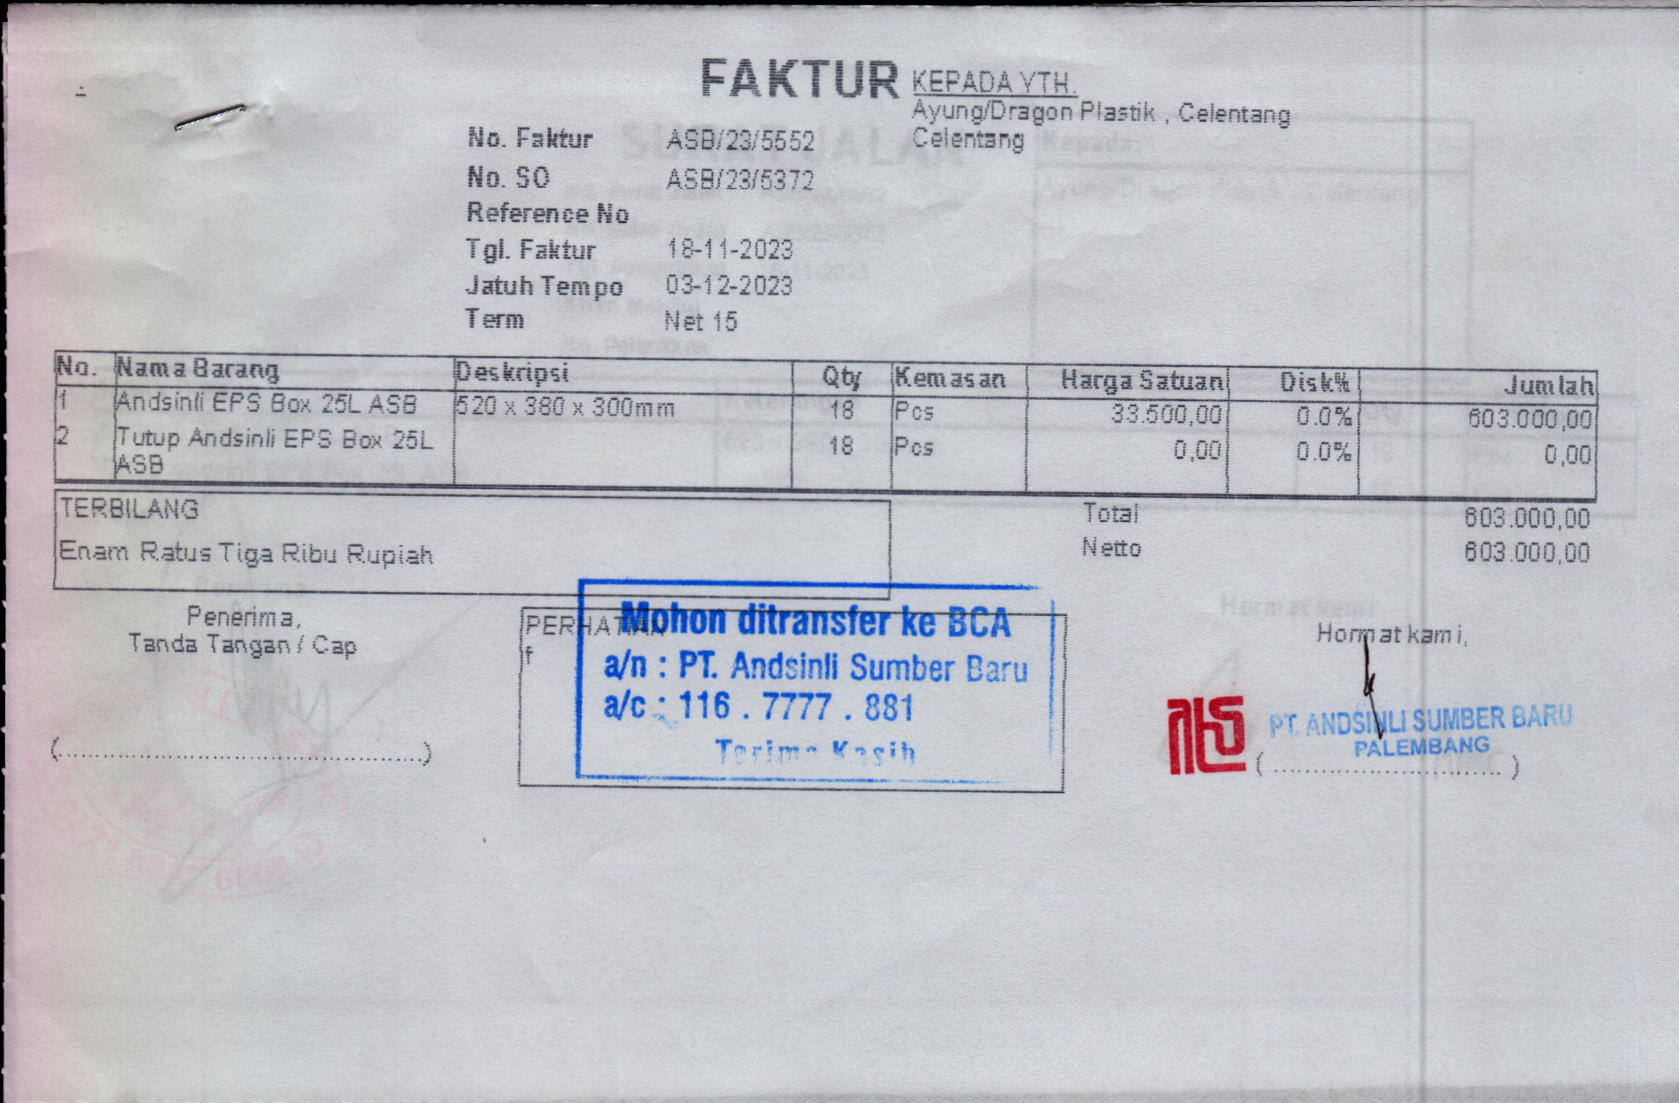 FAKTUR
KEPADA YTH.
Ayung/Dragon Plastik , Celentang
Celentang
No. Faktur ASB/23/5552
No. SO ASB/23/5372
Reference No
Tgl. Faktur 18-11-2023
Jatuh Tempo 03-12-2023
Term Net 15
No. Nama Barang Deskripsi Qty Kemasan Harga Satuan Disk% Jumlah
1 Andsinli EPS Box 25L ASB 520 x 380 x 300mm 18 Pcs 33.500,00 0.0% 603.000,00
2 Tutup Andsinli EPS Box 25L 18 Pcs 0,00 0.0% 0,00
ASB
TERBILANG
Enam Ratus Tiga Ribu Rupiah
Total 603.000,00
Netto 603.000,00
Penerima,
Tanda Tangan / Cap
(..................................................)
PERHATIAN
f
Mohon ditransfer ke BCA
a/n : PT. Andsinli Sumber Baru
a/c : 116 . 7777 . 881
Terima Kasih
Hormat kami,
PT. ANDSINLI SUMBER BARU
PALEMBANG
( ................................ )